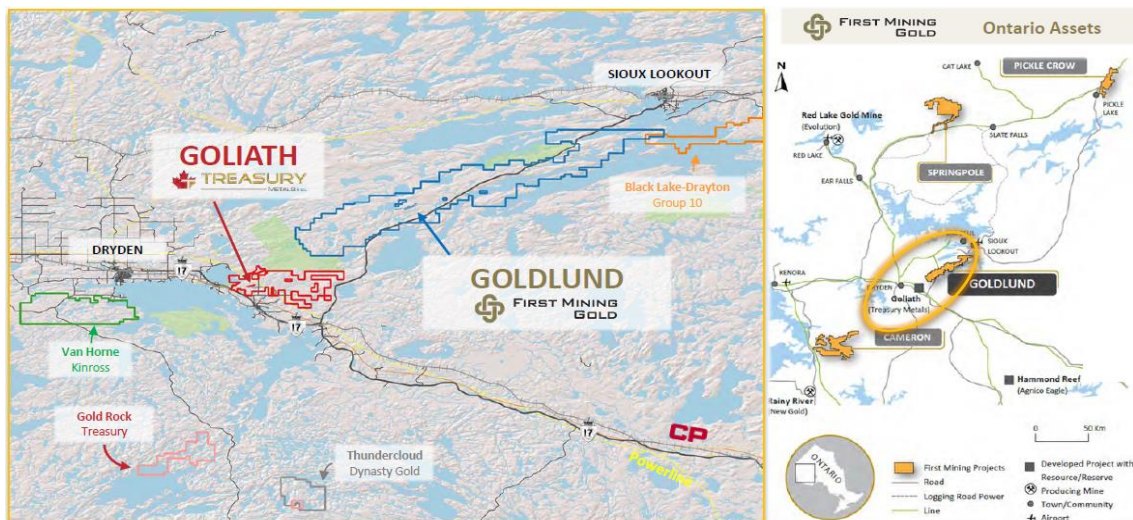 SIOUX LOOKOUT
GOLIATH
TREASURY
METALS INC.
Black Lake-Drayton
Group 10
DRYDEN
17
GOLDLUND
FIRST MINING
GOLD
17
Van Horne
Kinross
Gold Rock
Treasury
17
CP
Thundercloud
Dynasty Gold
Powerline
FIRST MINING
GOLD
Ontario Assets
N
CAT LAKE
PICKLE CROW
PICKLE
LAKE
Red Lake Gold Mine
(Evolution)
SLATE FALLS
RED LAKE
SPRINGPOLE
EAR FALLS
SIOUX
LOOKOUT
KENORA
DRYDEN
GOLDLUND
Goliath
(Treasury Metals)
CAMERON
Hammond Reef
(Agnico Eagle)
Rainy River
(New Gold)
0 50 Km
ONTARIO
First Mining Projects
Road
Logging Road Power
Line
Developed Project with
Resource/Reserve
Producing Mine
Town/Community
Airport